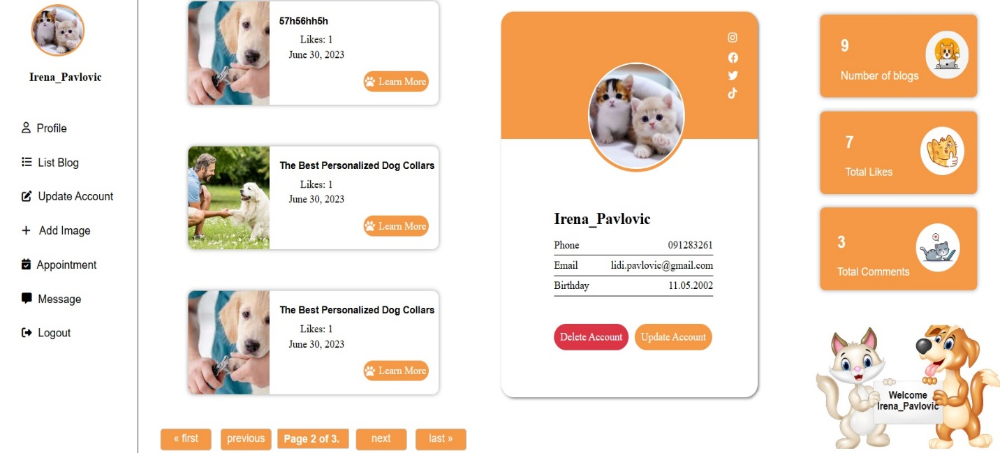 Irena_Pavlovic
Profile
List Blog
Update Account
Add Image
Appointment
Message
Logout
57h56hh5h
Likes: 1
June 30, 2023
Learn More
The Best Personalized Dog Collars
Likes: 1
June 30, 2023
Learn More
The Best Personalized Dog Collars
Likes: 1
June 30, 2023
Learn More
« first
previous
Page 2 of 3.
next
last »
Irena_Pavlovic
Phone 091283261
Email lidi.pavlovic@gmail.com
Birthday 11.05.2002
Delete Account
Update Account
9
Number of blogs
7
Total Likes
3
Total Comments
Welcome
Irena_Pavlovic